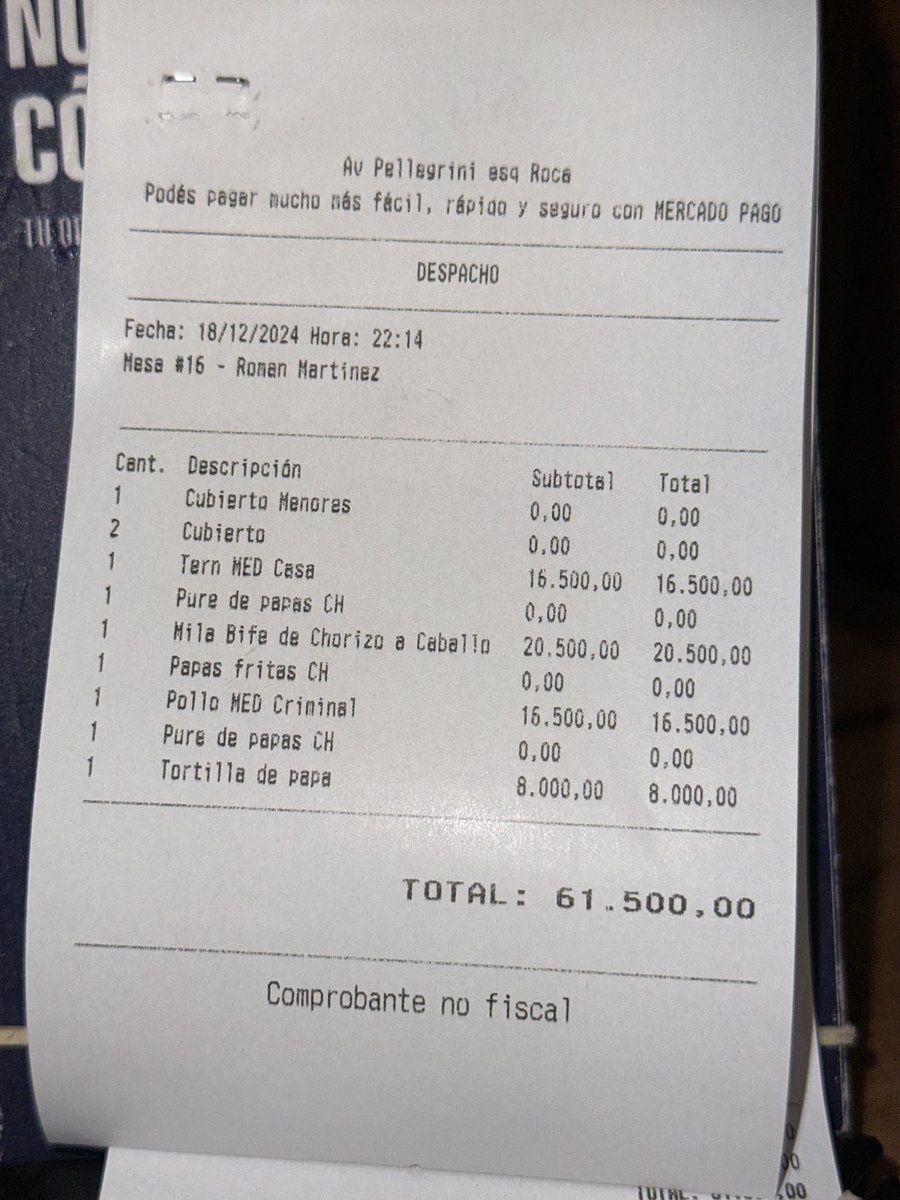 NO
CÓ
TU
Av Pellegrini esq Roca
Podés pagar mucho más fácil, rápido y seguro con MERCADO PAGO
DESPACHO
Fecha: 18/12/2024 Hora: 22:14
Mesa #16 - Roman Martinez
Cant. Descripción Subtotal Total
1 Cubierto Menores 0,00 0,00
2 Cubierto 0,00 0,00
1 Tern MED Casa 16.500,00 16.500,00
1 Pure de papas CH 0,00 0,00
1 Mila Bife de Chorizo a Caballo 20.500,00 20.500,00
1 Papas fritas CH 0,00 0,00
1 Pollo MED Criminal 16.500,00 16.500,00
1 Pure de papas CH 0,00 0,00
1 Tortilla de papa 8.000,00 8.000,00
TOTAL: 61.500,00
Comprobante no fiscal